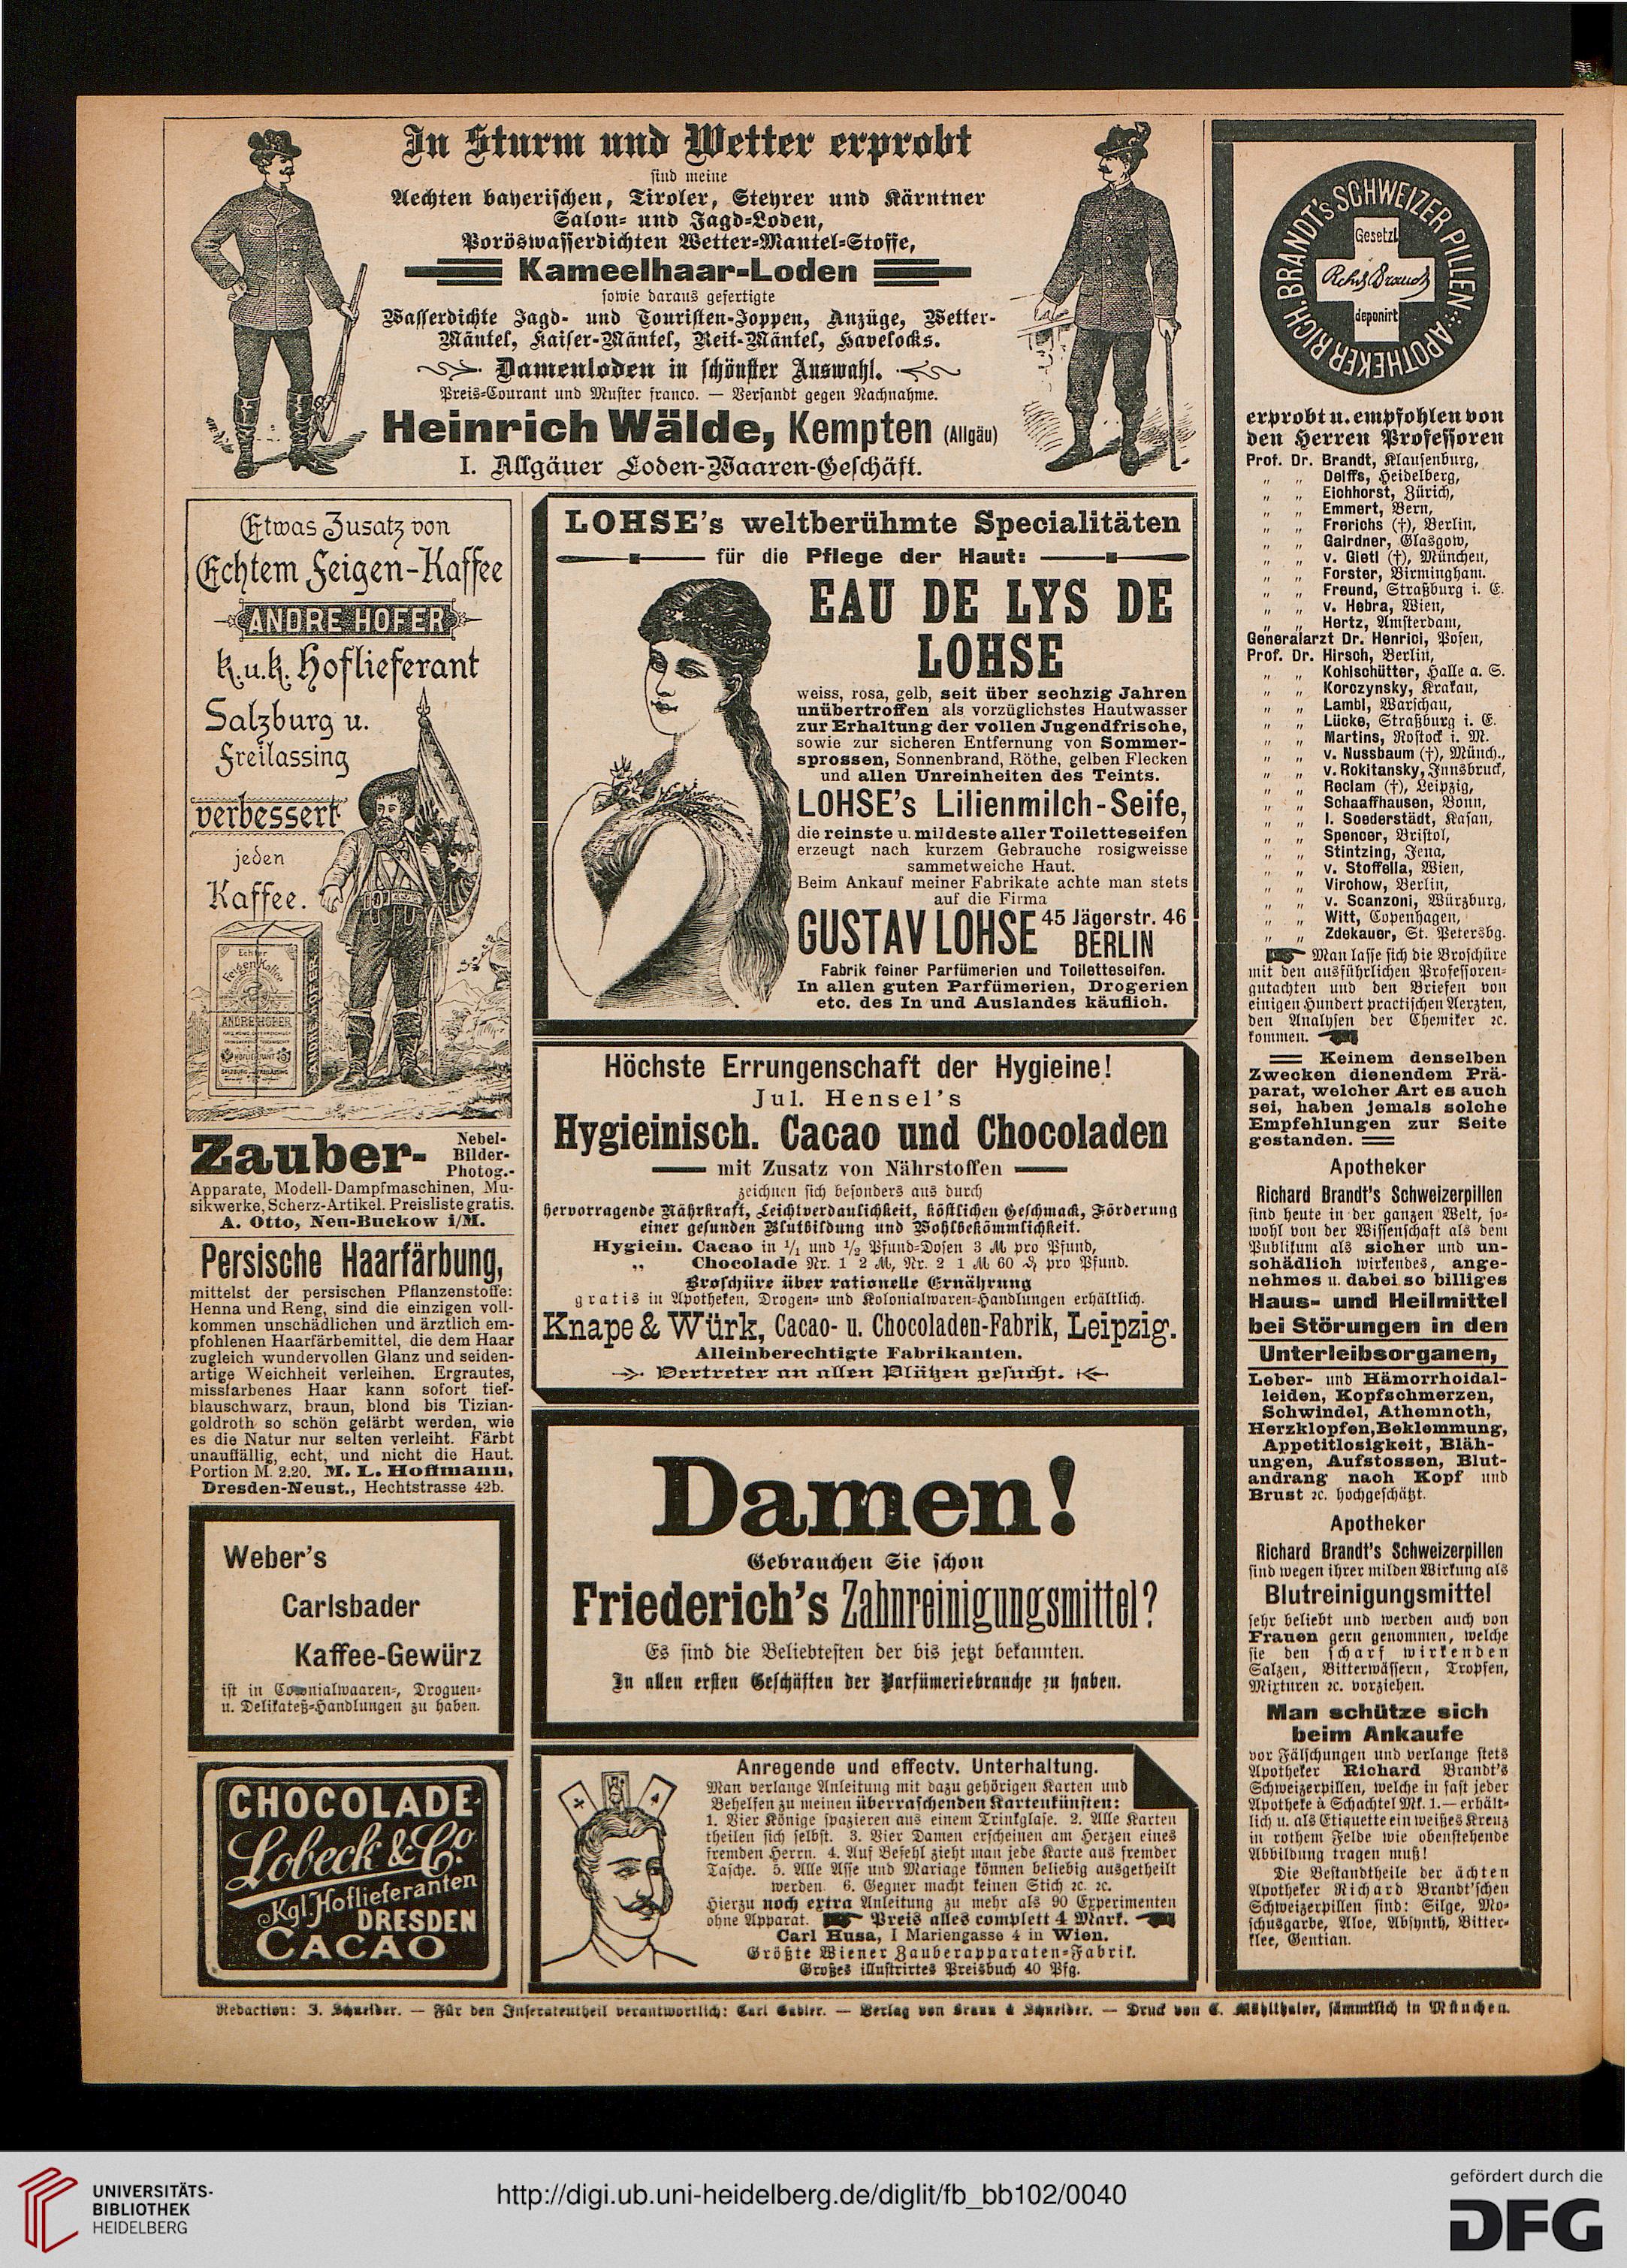 In Sturm und Wetter erprobt
sind meine
Aechten bayerischen, Tiroler, Steyrer und Kärntner
Salon- und Jagd-Loden,
Poröswasserdichten Wetter-Mantel-Stoffe,
Kameelhaar-Loden
sowie daraus gefertigte
Wasserdichte Jagd- und Touristen-Joppen, Anzüge, Wetter-
Mäntel, Kaiser-Mäntel, Reit-Mäntel, Havelocks.
Damenloden in schönster Auswahl.
Preis-Courant und Muster franco. — Versandt gegen Nachnahme.
Heinrich Wälde, Kempten (Allgäu)
I. Allgäuer Loden-Waaren-Geschäft.
Etwas Zusatz von
Echtem Feigen-Kaffee
ANDRE HOFER
k.u.k. Hoflieferant
Salzburg u.
Freilassing
verbessert
jeden
Kaffee.
Echter
Feigen Kaffee
ANDRE HOFER
SALZBURG FREILASSING
ANDRE HOFER
Zauber-
Nebel-
Bilder-
Photog.-
Apparate, Modell-Dampfmaschinen, Mu-
sikwerke, Scherz-Artikel. Preisliste gratis.
A. Otto, Neu-Buckow i/M.
Persische Haarfärbung,
mittelst der persischen Pflanzenstoffe:
Henna und Reng, sind die einzigen voll-
kommen unschädlichen und ärztlich em-
pfohlenen Haarfärbemittel, die dem Haar
zugleich wundervollen Glanz und seiden-
artige Weichheit verleihen. Ergrautes,
missfarbenes Haar kann sofort tief-
blauschwarz, braun, blond bis Tizian-
goldroth so schön gefärbt werden, wie
es die Natur nur selten verleiht. Färbt
unauffällig, echt, und nicht die Haut.
Portion M. 2.20. M. L. Hoffmann,
Dresden-Neust., Hechtstrasse 42b.
Weber's
Carlsbader
Kaffee-Gewürz
ist in Colonialwaaren-, Droguen-
u. Delikateß-Handlungen zu haben.
CHOCOLADE
Lobeck & Co.
Kgl. Hoflieferanten
DRESDEN
CACAO
LOHSE's weltberühmte Specialitäten
für die Pflege der Haut:
EAU DE LYS DE
LOHSE
weiss, rosa, gelb, seit über sechzig Jahren
unübertroffen als vorzüglichstes Hautwasser
zur Erhaltung der vollen Jugendfrische,
sowie zur sicheren Entfernung von Sommer-
sprossen, Sonnenbrand, Röthe, gelben Flecken
und allen Unreinheiten des Teints.
LOHSE's Lilienmilch-Seife,
die reinste u. mildeste aller Toiletteseifen
erzeugt nach kurzem Gebrauche rosigweisse
sammetweiche Haut.
Beim Ankauf meiner Fabrikate achte man stets
auf die Firma
GUSTAV LOHSE 45 Jägerstr. 46
BERLIN
Fabrik feiner Parfümerien und Toiletteseifen.
In allen guten Parfümerien, Drogerien
etc. des In und Auslandes käuflich.
Höchste Errungenschaft der Hygieine!
Jul. Hensel's
Hygieinisch. Cacao und Chocoladen
mit Zusatz von Nährstoffen
zeichnen sich besonders aus durch
hervorragende Nährkraft, Leichtverdaulichkeit, köstlichen Geschmack, Förderung
einer gesunden Blutbildung und Wohlbekömmlichkeit.
Hygiein. Cacao in 1/1 und 1/2 Pfund-Dosen 3 ℳ pro Pfund,
„ Chocolade Nr. 1 2 ℳ, Nr. 2 1 ℳ 60 ₰ pro Pfund.
Broschüre über rationelle Ernährung
gratis in Apotheken, Drogen- und Kolonialwaren-Handlungen erhältlich.
Knape & Würk, Cacao- u. Chocoladen-Fabrik, Leipzig.
Alleinberechtigte Fabrikanten.
Vertreter an allen Plätzen gesucht.
Damen!
Gebrauchen Sie schon
Friederich's Zahnreinigungsmittel?
Es sind die Beliebtesten der bis jetzt bekannten.
In allen ersten Geschäften der Parfümeriebranche zu haben.
Anregende und effectv. Unterhaltung.
Man verlange Anleitung mit dazu gehörigen Karten und
Behelfen zu meinen überraschenden Kartenkünsten:
1. Vier Könige spazieren aus einem Trinkglase. 2. Alle Karten
theilen sich selbst. 3. Vier Damen erscheinen am Herzen eines
fremden Herrn. 4. Auf Befehl zieht man jede Karte aus fremder
Tasche. 5. Alle Asse und Mariage können beliebig ausgetheilt
werden. 6. Gegner macht keinen Stich ꝛc. ꝛc.
Hierzu noch extra Anleitung zu mehr als 90 Experimenten
ohne Apparat. Preis alles complett 4 Mark.
Carl Husa, I Mariengasse 4 in Wien.
Größte Wiener Zauberapparaten-Fabrik.
Großes illustrirtes Preisbuch 40 Pfg.
APOTHEKER RICH. BRANDT's SCHWEIZER PILLEN
Gesetzl.
Rchd. Brandt
deponirt
erprobt u. empfohlen von
den Herren Professoren
Prof. Dr. Brandt, Klausenburg,
„ „ Delffs, Heidelberg,
„ „ Eichhorst, Zürich,
„ „ Emmert, Bern,
„ „ Frerichs (†), Berlin,
„ „ Gairdner, Glasgow,
„ „ v. Gietl (†), München,
„ „ Forster, Birmingham.
„ „ Freund, Straßburg i. E.
„ „ v. Hebra, Wien,
„ „ Hertz, Amsterdam,
Generalarzt Dr. Henrici, Posen,
Prof. Dr. Hirsch, Berlin,
„ „ Kohlschütter, Halle a. S.
„ „ Korczynsky, Krakau,
„ „ Lambl, Warschau,
„ „ Lücke, Straßburg i. E.
„ „ Martins, Rostock i. M.
„ „ v. Nussbaum (†), Münch.,
„ „ v. Rokitansky, Innsbruck,
„ „ Reclam (†), Leipzig,
„ „ Schaaffhausen, Bonn,
„ „ I. Soederstädt, Kasan,
„ „ Spencer, Bristol,
„ „ Stintzing, Jena,
„ „ v. Stoffella, Wien,
„ „ Virchow, Berlin,
„ „ v. Scanzoni, Würzburg,
„ „ Witt, Copenhagen,
„ „ Zdekauer, St. Petersbg.
Man lasse sich die Broschüre
mit den ausführlichen Professoren-
gutachten und den Briefen von
einigen Hundert practischen Aerzten,
den Analysen der Chemiker ꝛc.
kommen.
Keinem denselben
Zwecken dienendem Prä-
parat, welcher Art es auch
sei, haben jemals solche
Empfehlungen zur Seite
gestanden.
Apotheker
Richard Brandt's Schweizerpillen
sind heute in der ganzen Welt, so-
wohl von der Wissenschaft als dem
Publikum als sicher und un-
schädlich wirkendes, ange-
nehmes u. dabei so billiges
Haus- und Heilmittel
bei Störungen in den
Unterleibsorganen,
Leber- und Hämorrhoidal-
leiden, Kopfschmerzen,
Schwindel, Athemnoth,
Herzklopfen, Beklemmung,
Appetitlosigkeit, Bläh-
ungen, Aufstossen, Blut-
andrang nach Kopf und
Brust ꝛc. hochgeschätzt.
Apotheker
Richard Brandt's Schweizerpillen
sind wegen ihrer milden Wirkung als
Blutreinigungsmittel
sehr beliebt und werden auch von
Frauen gern genommen, welche
sie den scharf wirkenden
Salzen, Bitterwässern, Tropfen,
Mixturen ꝛc. vorziehen.
Man schütze sich
beim Ankaufe
vor Fälschungen und verlange stets
Apotheker Richard Brandt's
Schweizerpillen, welche in fast jeder
Apotheke à Schachtel Mk. 1.— erhält-
lich u. als Etiquette ein weißes Kreuz
in rothem Felde wie obenstehende
Abbildung tragen muß!
Die Bestandtheile der ächten
Apotheker Richard Brandt'schen
Schweizerpillen sind: Silge, Mo-
schusgarbe, Aloe, Absynth, Bitter-
klee, Gentian.
Redaction: J. Schneider. — Für den Inseratentheil verantwortlich: Carl Gabler. — Verlag von Braun & Schneider. — Druck von C. Mühlthaler, sämmtlich in München.
UNIVERSITÄTS-
BIBLIOTHEK
HEIDELBERG
http://digi.ub.uni-heidelberg.de/diglit/fb_bb102/0040
gefördert durch die
DFG